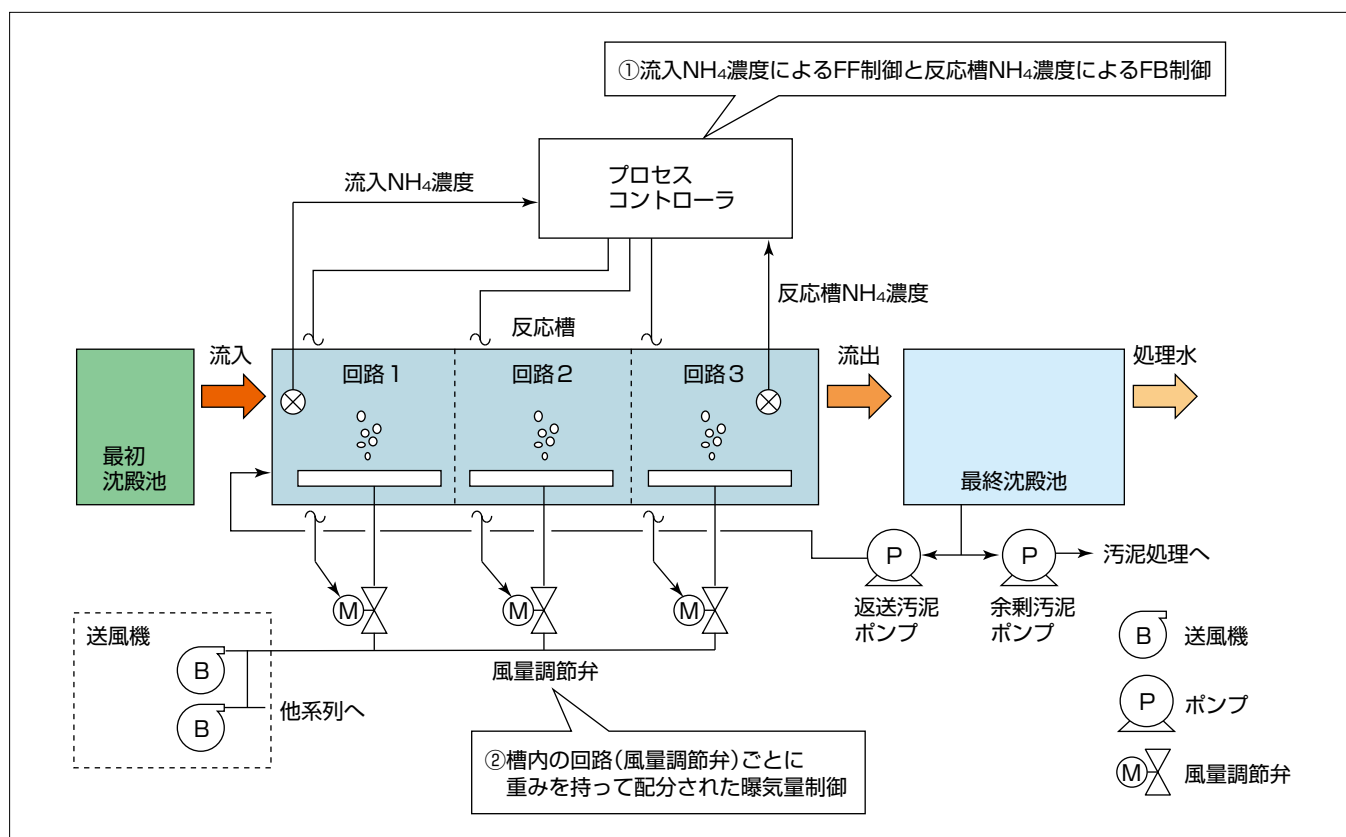 ①流入NH₄濃度によるFF制御と反応槽NH₄濃度によるFB制御
プロセス
コントローラ
流入NH₄濃度
反応槽NH₄濃度
反応槽
流入
回路1
回路2
回路3
流出
処理水
最初
沈殿池
最終沈殿池
P
P
汚泥処理へ
返送汚泥
ポンプ
余剰汚泥
ポンプ
M
M
M
送風機
B
B
他系列へ
風量調節弁
②槽内の回路(風量調節弁)ごとに
重みを持って配分された曝気量制御
B
送風機
P
ポンプ
M
風量調節弁